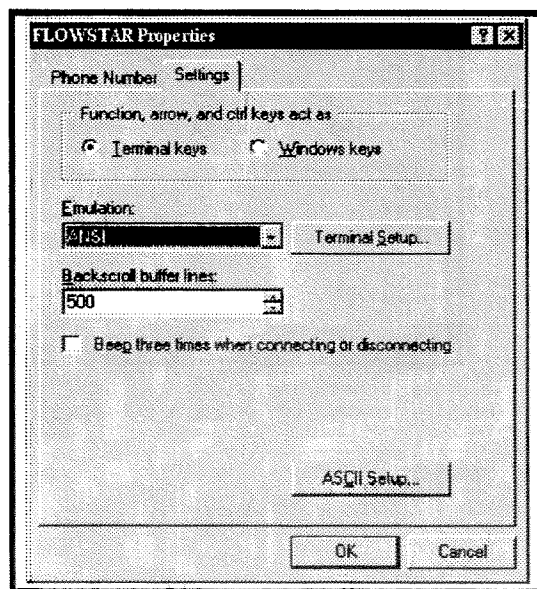 FLOWSTAR Properties
Phone Number Settings
Function, arrow, and ctrl keys act as
Terminal keys Windows keys
Emulation:
ANSI Terminal Setup...
Backscroll buffer lines:
500
Beep three times when connecting or disconnecting
ASCII Setup...
OK Cancel